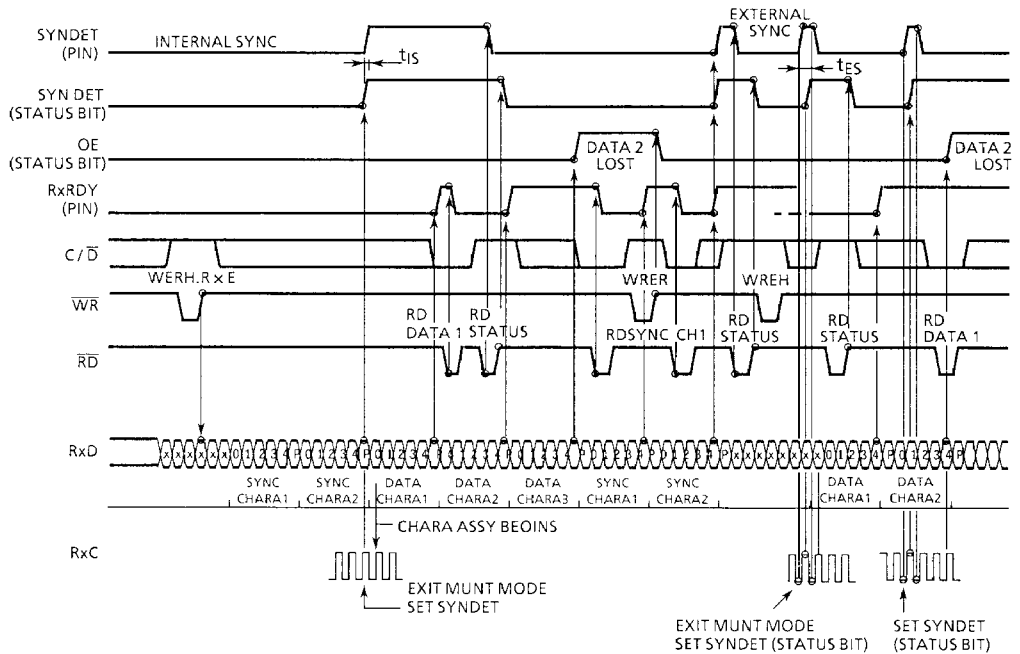 SYNDET
(PIN)
INTERNAL SYNC
tIS
EXTERNAL
SYNC
tES
SYN DET
(STATUS BIT)
OE
(STATUS BIT)
DATA 2
LOST
DATA 2
LOST
RxRDY
(PIN)
C/D
WERH.RxE
WRER
WREH
WR
RD
DATA 1
RD
STATUS
RDSYNC CH1
RD
STATUS
RD
STATUS
RD
DATA 1
RD
RxD
SYNC
CHARA1
SYNC
CHARA2
DATA
CHARA1
DATA
CHARA2
DATA
CHARA3
SYNC
CHARA1
SYNC
CHARA2
DATA
CHARA1
DATA
CHARA2
CHARA ASSY BEOINS
RxC
EXIT MUNT MODE
SET SYNDET
EXIT MUNT MODE
SET SYNDET (STATUS BIT)
SET SYNDET
(STATUS BIT)